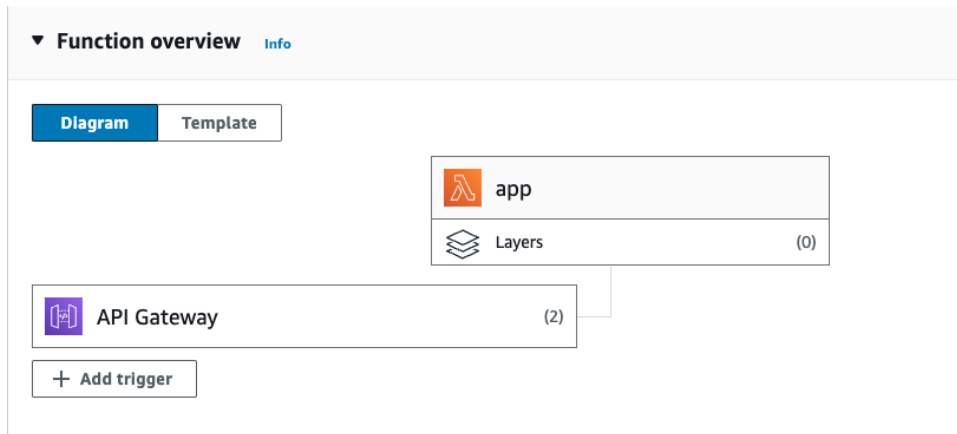 Function overview Info
Diagram Template
app
Layers (0)
API Gateway (2)
+ Add trigger